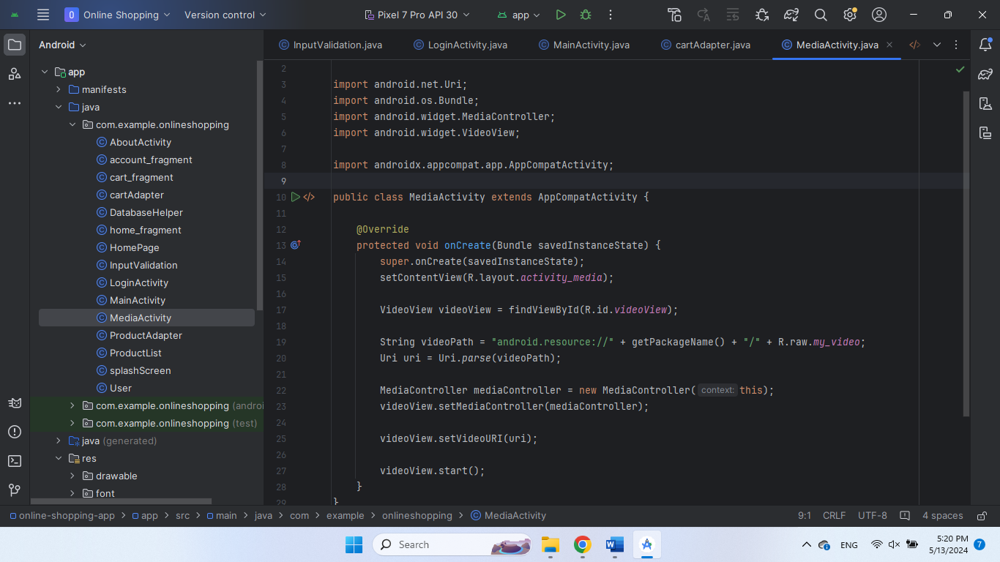 O Online Shopping Version control Pixel 7 Pro API 30 app
Android
InputValidation.java LoginActivity.java MainActivity.java cartAdapter.java MediaActivity.java
app
manifests
java
com.example.onlineshopping
AboutActivity
account_fragment
cart_fragment
cartAdapter
DatabaseHelper
home_fragment
HomePage
InputValidation
LoginActivity
MainActivity
MediaActivity
ProductAdapter
ProductList
splashScreen
User
com.example.onlineshopping (androi
com.example.onlineshopping (test)
java (generated)
res
drawable
font
2
3 import android.net.Uri;
4 import android.os.Bundle;
5 import android.widget.MediaController;
6 import android.widget.VideoView;
7
8 import androidx.appcompat.app.AppCompatActivity;
9
10 public class MediaActivity extends AppCompatActivity {
11
12 @Override
13 protected void onCreate(Bundle savedInstanceState) {
14 super.onCreate(savedInstanceState);
15 setContentView(R.layout.activity_media);
16
17 VideoView videoView = findViewById(R.id.videoView);
18
19 String videoPath = "android.resource://" + getPackageName() + "/" + R.raw.my_video;
20 Uri uri = Uri.parse(videoPath);
21
22 MediaController mediaController = new MediaController( context: this);
23 videoView.setMediaController(mediaController);
24
25 videoView.setVideoURI(uri);
26
27 videoView.start();
28 }
29 }
online-shopping-app > app > src > main > java > com > example > onlineshopping > MediaActivity 9:1 CRLF UTF-8 4 spaces
Search ENG 5:20 PM
5/13/2024 7